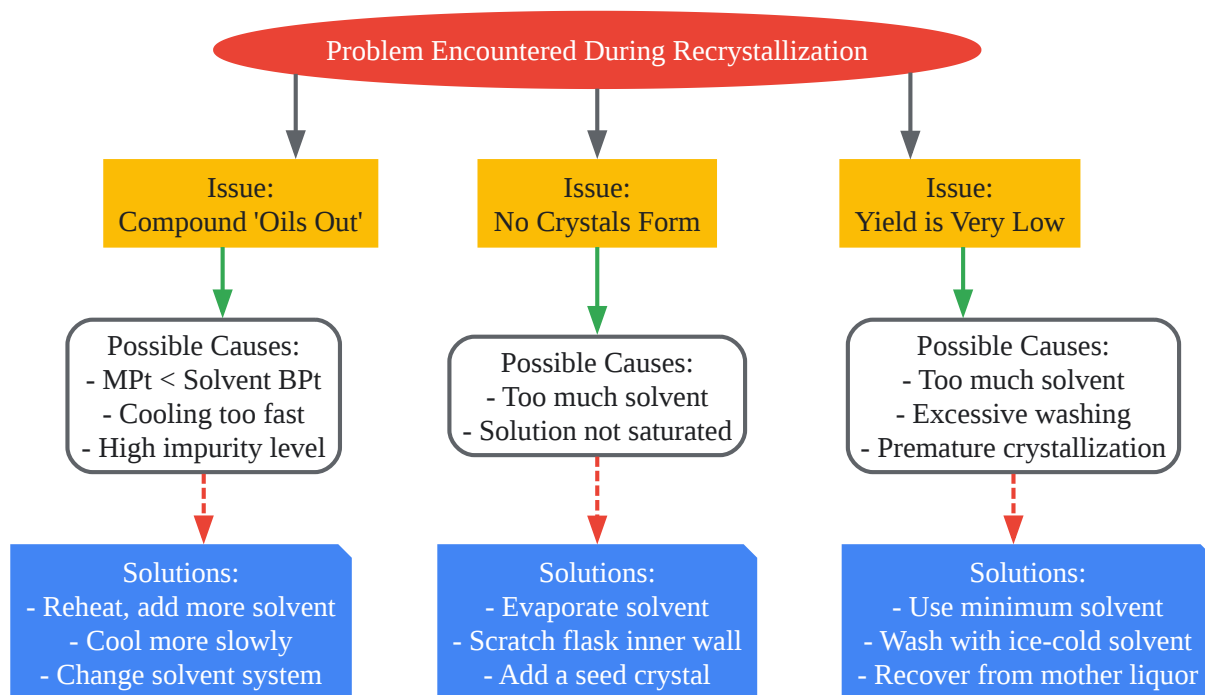 Problem Encountered During Recrystallization
Issue:
Compound 'Oils Out'
Issue:
No Crystals Form
Issue:
Yield is Very Low
Possible Causes:
- MPt < Solvent BPt
- Cooling too fast
- High impurity level
Possible Causes:
- Too much solvent
- Solution not saturated
Possible Causes:
- Too much solvent
- Excessive washing
- Premature crystallization
Solutions:
- Reheat, add more solvent
- Cool more slowly
- Change solvent system
Solutions:
- Evaporate solvent
- Scratch flask inner wall
- Add a seed crystal
Solutions:
- Use minimum solvent
- Wash with ice-cold solvent
- Recover from mother liquor